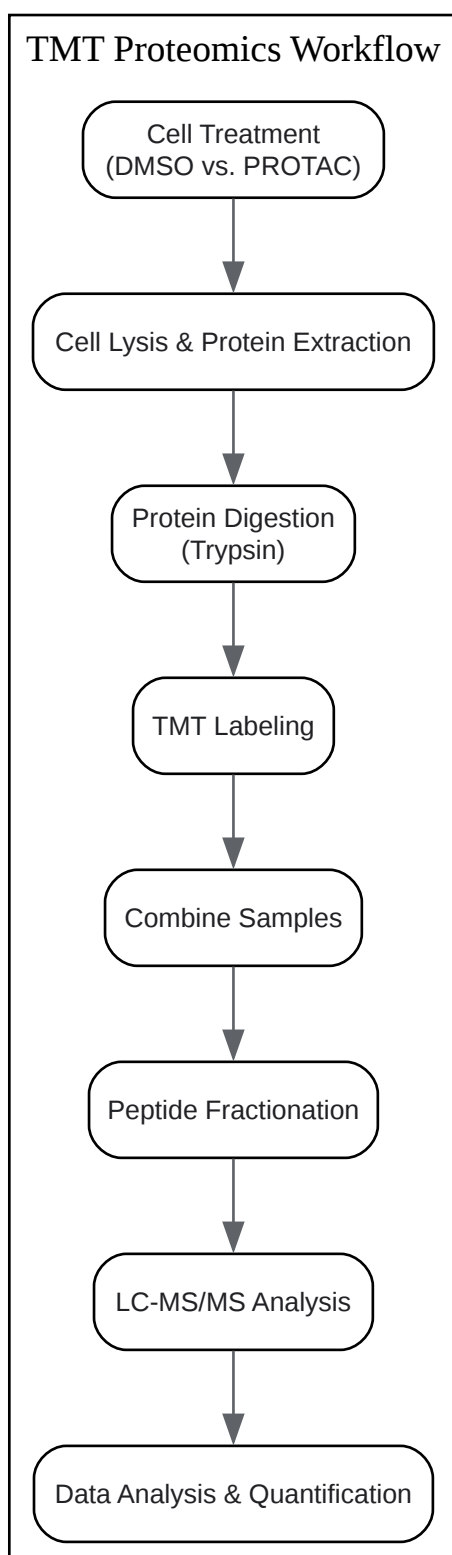 TMT Proteomics Workflow
Cell Treatment
(DMSO vs. PROTAC)
Cell Lysis & Protein Extraction
Protein Digestion
(Trypsin)
TMT Labeling
Combine Samples
Peptide Fractionation
LC-MS/MS Analysis
Data Analysis & Quantification